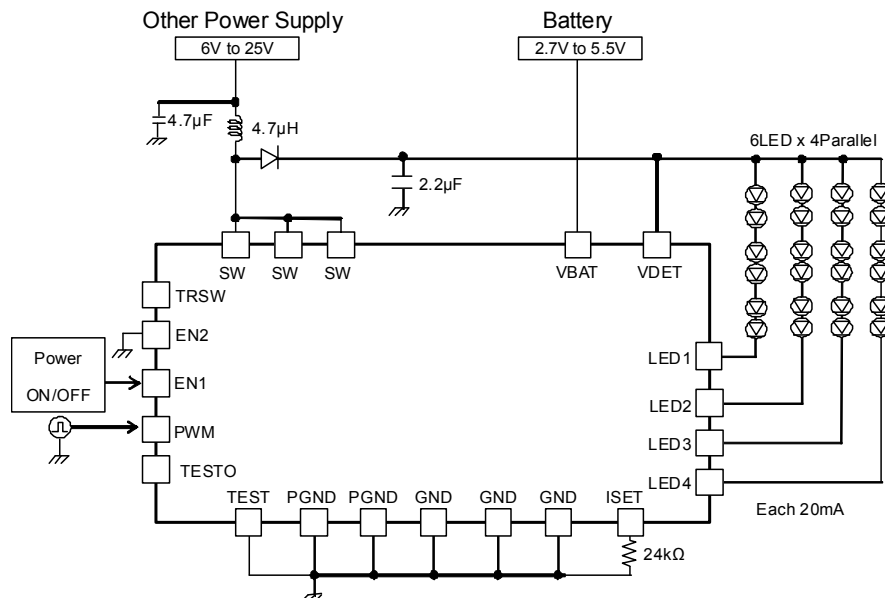 Other Power Supply
Battery
6V to 25V
2.7V to 5.5V
4.7µF
4.7µH
6LED x 4Parallel
2.2µF
SW
SW
SW
VBAT
VDET
TRSW
EN2
Power
ON/OFF
EN1
LED1
PWM
LED2
LED3
TESTO
LED4
TEST
PGND
PGND
GND
GND
GND
ISET
Each 20mA
24kΩ